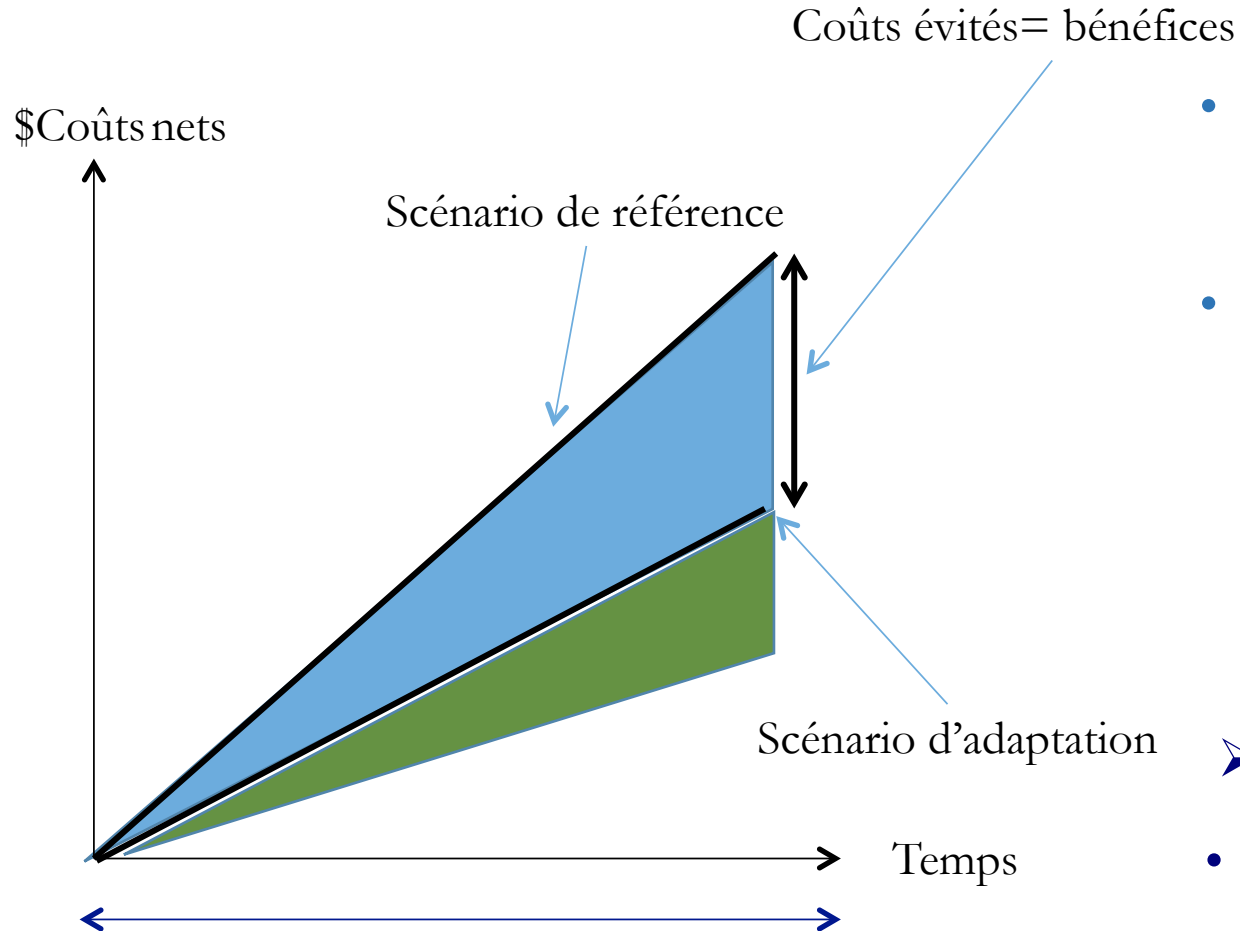 Coûts évités= bénéfices
$Coûts nets
Scénario de référence
Scénario d’adaptation
Temps